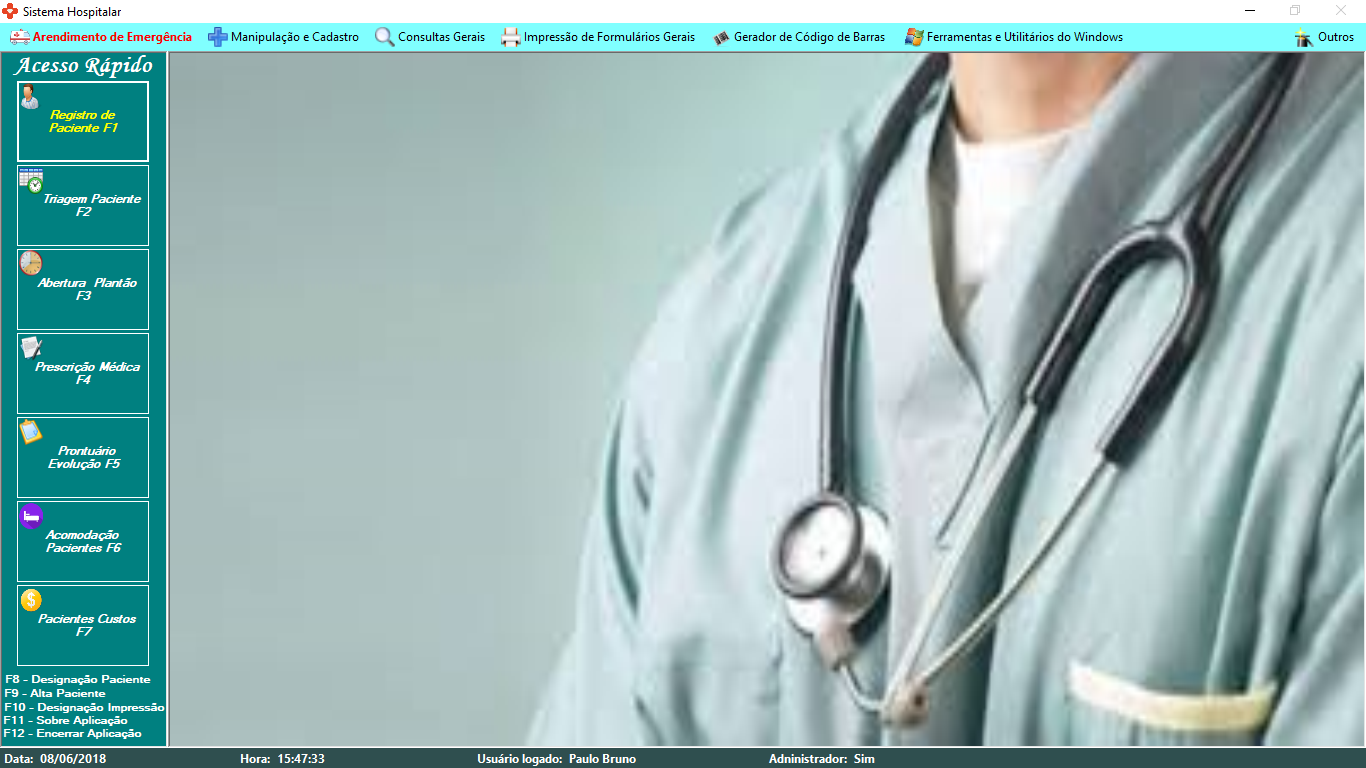 Sistema Hospitalar
Arendimento de Emergência Manipulação e Cadastro Consultas Gerais Impressão de Formulários Gerais Gerador de Código de Barras Ferramentas e Utilitários do Windows Outros
Acesso Rápido
Registro de
Paciente F1
Triagem Paciente
F2
Abertura Plantão
F3
Prescrição Médica
F4
Prontuário
Evolução F5
Acomodação
Pacientes F6
Pacientes Custos
F7
F8 - Designação Paciente
F9 - Alta Paciente
F10 - Designação Impressão
F11 - Sobre Aplicação
F12 - Encerrar Aplicação
Data: 08/06/2018 Hora: 15:47:33 Usuário logado: Paulo Bruno Adninistrador: Sim